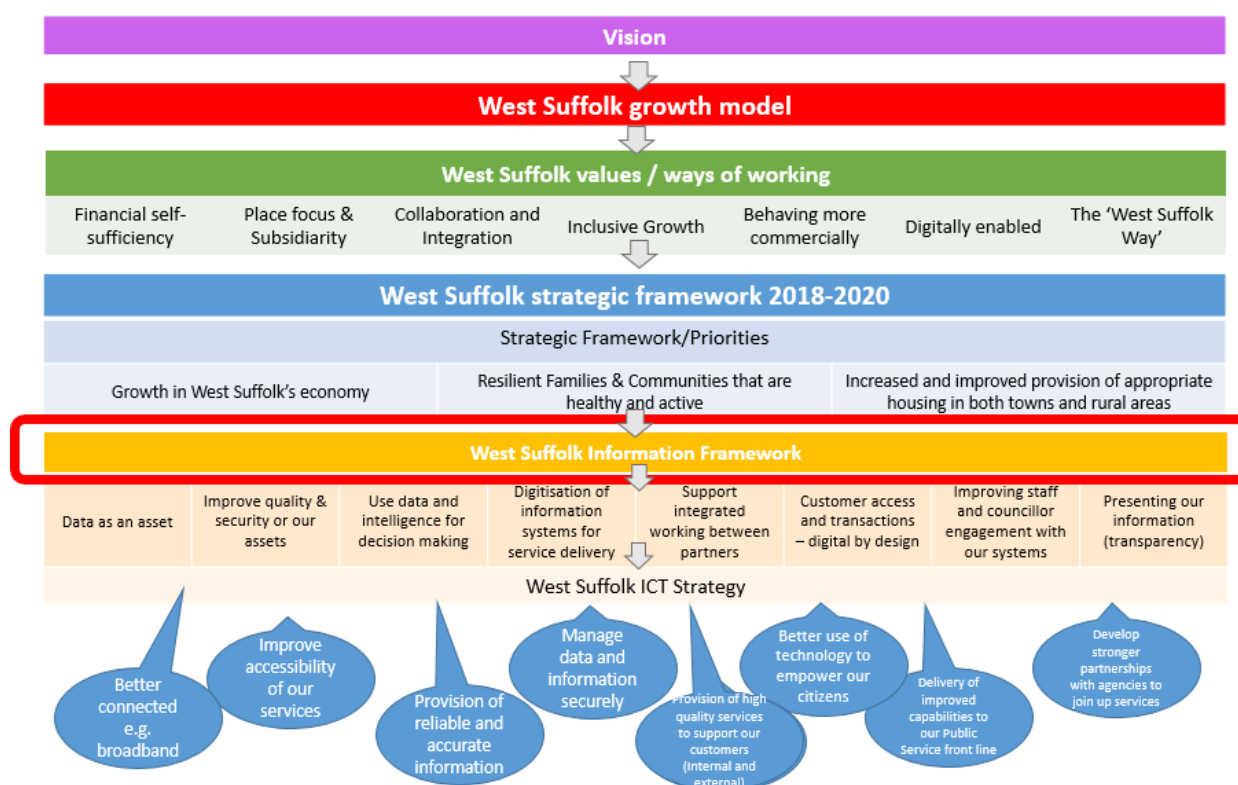 Vision
West Suffolk growth model
West Suffolk values / ways of working
Financial self-
sufficiency
Place focus &
Subsidiarity
Collaboration and
Integration
Inclusive Growth
Behaving more
commercially
Digitally enabled
The ‘West Suffolk
Way’
West Suffolk strategic framework 2018-2020
Strategic Framework/Priorities
Growth in West Suffolk’s economy
Resilient Families & Communities that are
healthy and active
Increased and improved provision of appropriate
housing in both towns and rural areas
West Suffolk Information Framework
Data as an asset
Improve quality &
security or our
assets
Use data and
intelligence for
decision making
Digitisation of
information
systems for
service delivery
Support
integrated
working between
partners
Customer access
and transactions
– digital by design
Improving staff
and councillor
engagement with
our systems
Presenting our
information
(transparency)
West Suffolk ICT Strategy
Better
connected
e.g.
broadband
Improve
accessibility
of our
services
Provision of
reliable and
accurate
information
Manage
data and
information
securely
Provision of high
quality services
to support our
customers
(Internal and
external)
Better use of
technology to
empower our
citizens
Delivery of
improved
capabilities to
our Public
Service front line
Develop
stronger
partnerships
with agencies to
join up services